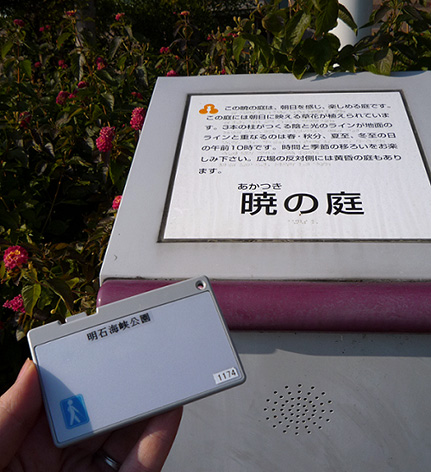 この暁の庭は、朝日を感じ、楽しめる庭です。
この庭には朝日に映える草花が植えられていま
す。3本の柱がつくる陰と光のラインが地面の
ラインと重なるのは春・秋分、夏至、冬至の日
の午前10時です。時間と季節の移ろいをお楽
しみ下さい。広場の反対側には黄昏の庭もあり
ます。
あかつき
暁の庭
明石海峡公園
1174